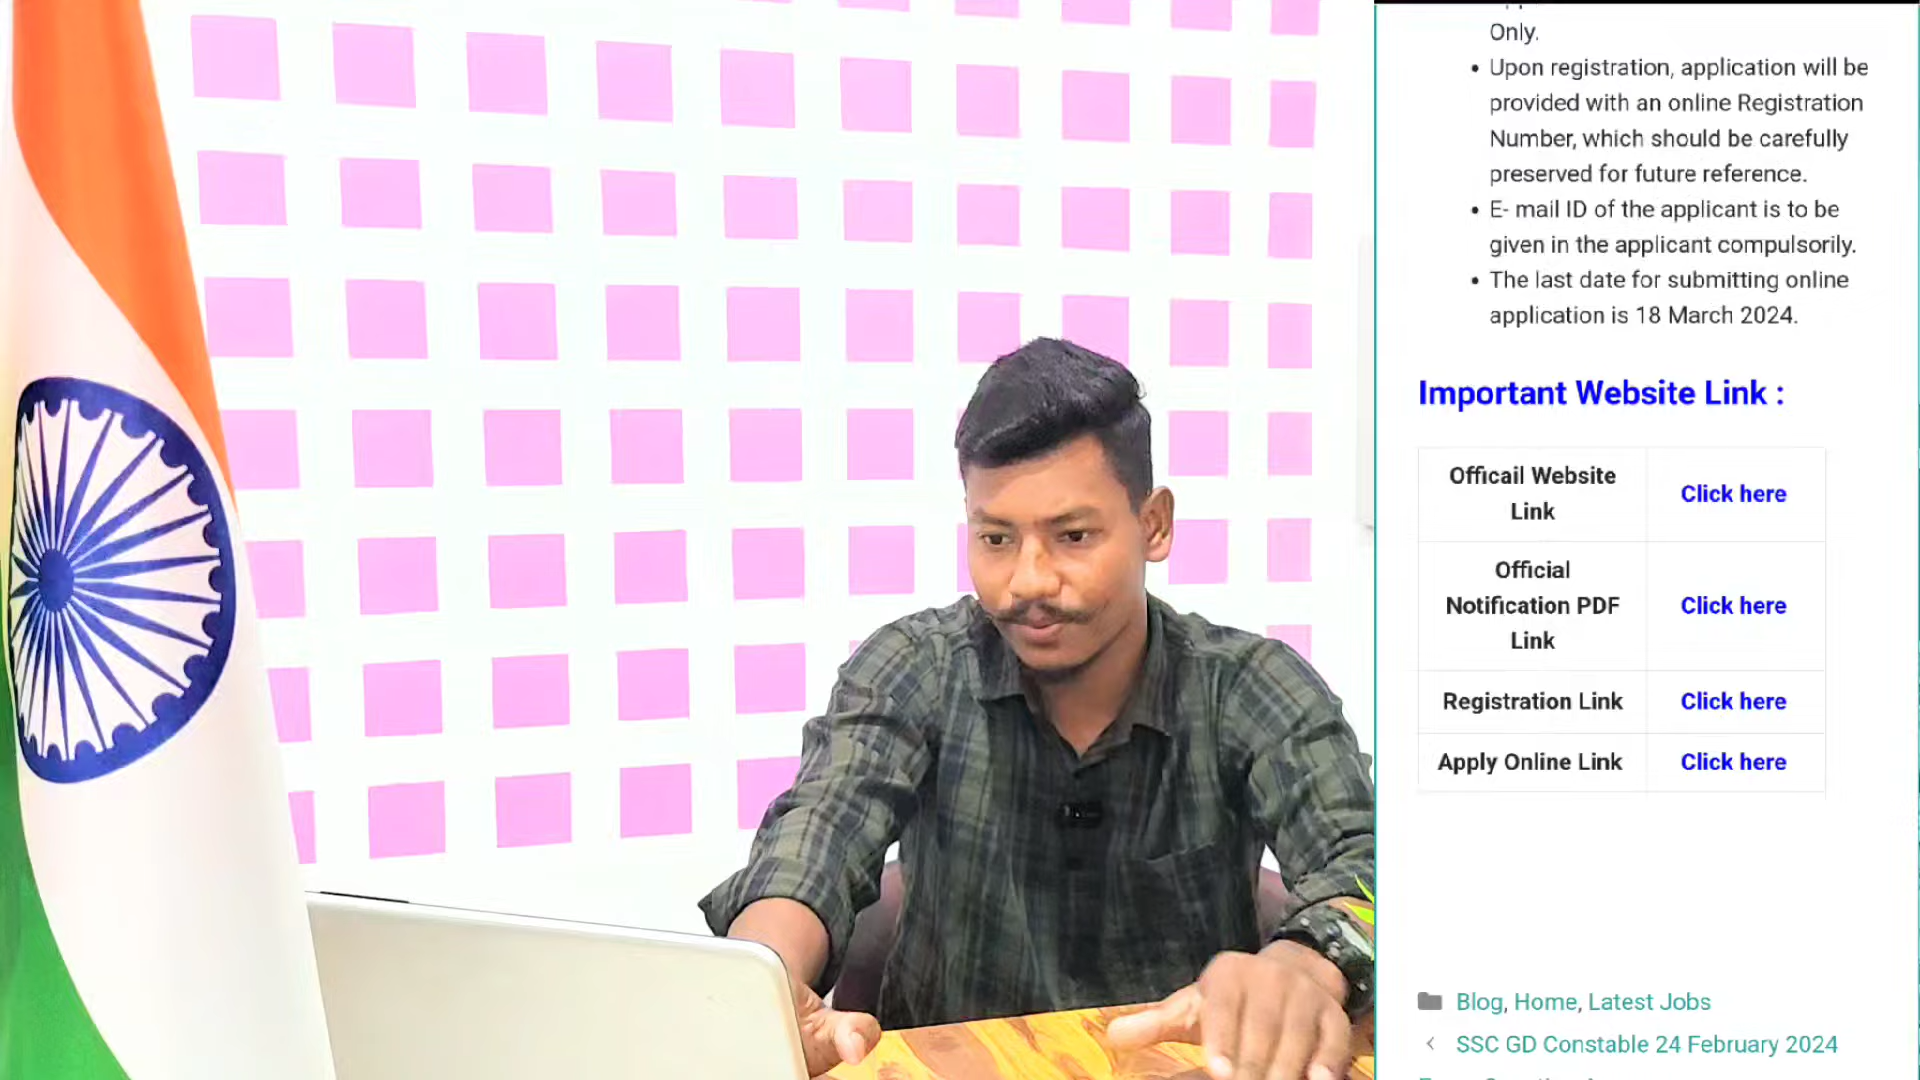 Only.
• Upon registration, application will be
provided with an online Registration
Number, which should be carefully
preserved for future reference.
• E- mail ID of the applicant is to be
given in the applicant compulsorily.
• The last date for submitting online
application is 18 March 2024.
Important Website Link :
Officail Website
Link
Click here
Official
Notification PDF
Link
Click here
Registration Link
Click here
Apply Online Link
Click here
Blog, Home, Latest Jobs
SSC GD Constable 24 February 2024